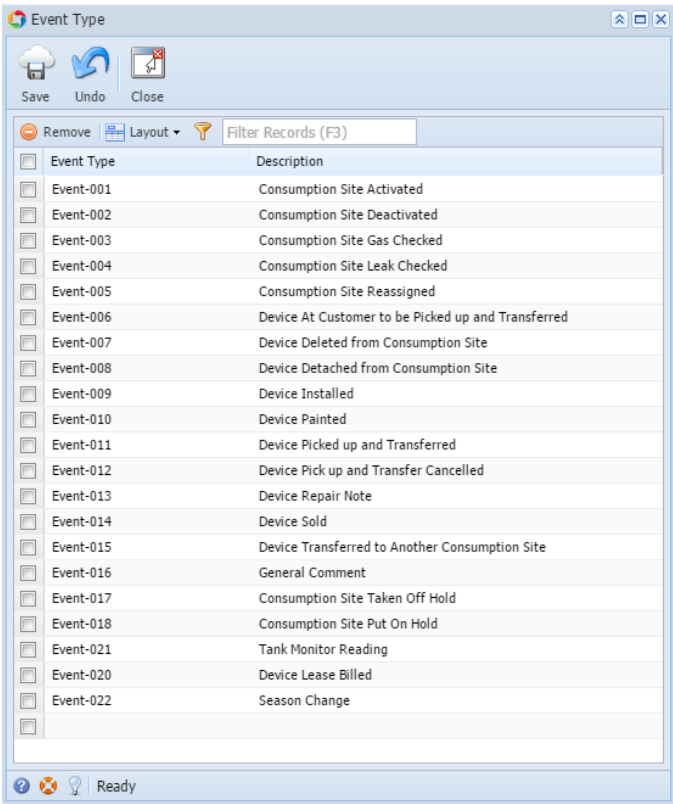 Event Type
Save Undo Close
Remove Layout Filter Records (F3)
Event Type Description
Event-001 Consumption Site Activated
Event-002 Consumption Site Deactivated
Event-003 Consumption Site Gas Checked
Event-004 Consumption Site Leak Checked
Event-005 Consumption Site Reassigned
Event-006 Device At Customer to be Picked up and Transferred
Event-007 Device Deleted from Consumption Site
Event-008 Device Detached from Consumption Site
Event-009 Device Installed
Event-010 Device Painted
Event-011 Device Picked up and Transferred
Event-012 Device Pick up and Transfer Cancelled
Event-013 Device Repair Note
Event-014 Device Sold
Event-015 Device Transferred to Another Consumption Site
Event-016 General Comment
Event-017 Consumption Site Taken Off Hold
Event-018 Consumption Site Put On Hold
Event-021 Tank Monitor Reading
Event-020 Device Lease Billed
Event-022 Season Change
Ready